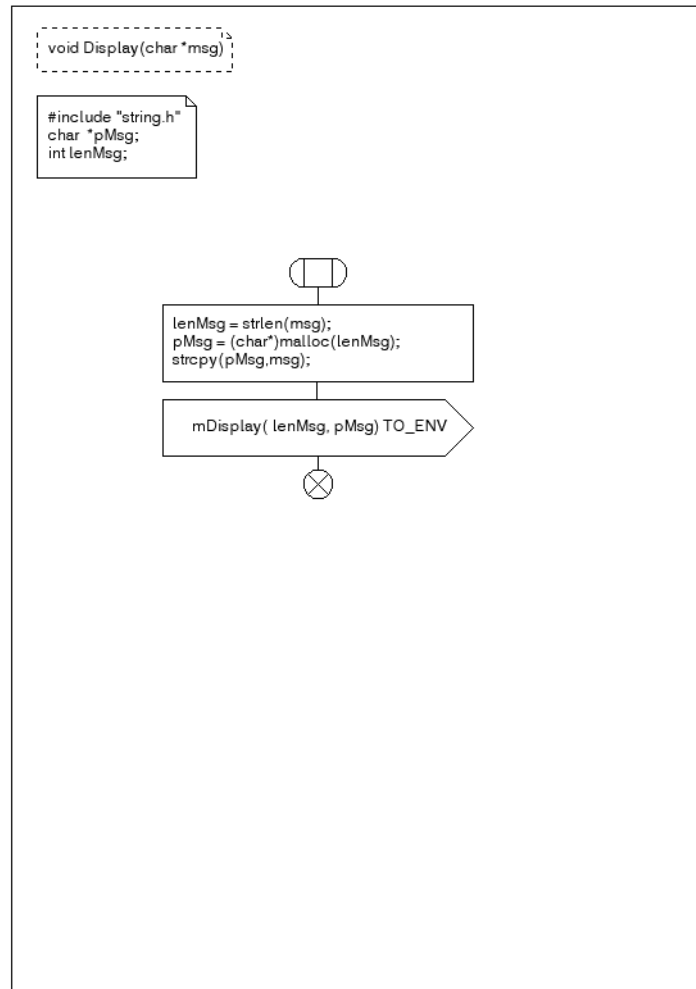 void Display(char *msg)
#include "string.h"
char *pMsg;
int lenMsg;
lenMsg = strlen(msg);
pMsg = (char*)malloc(lenMsg);
strcpy(pMsg,msg);
mDisplay( lenMsg, pMsg) TO_ENV